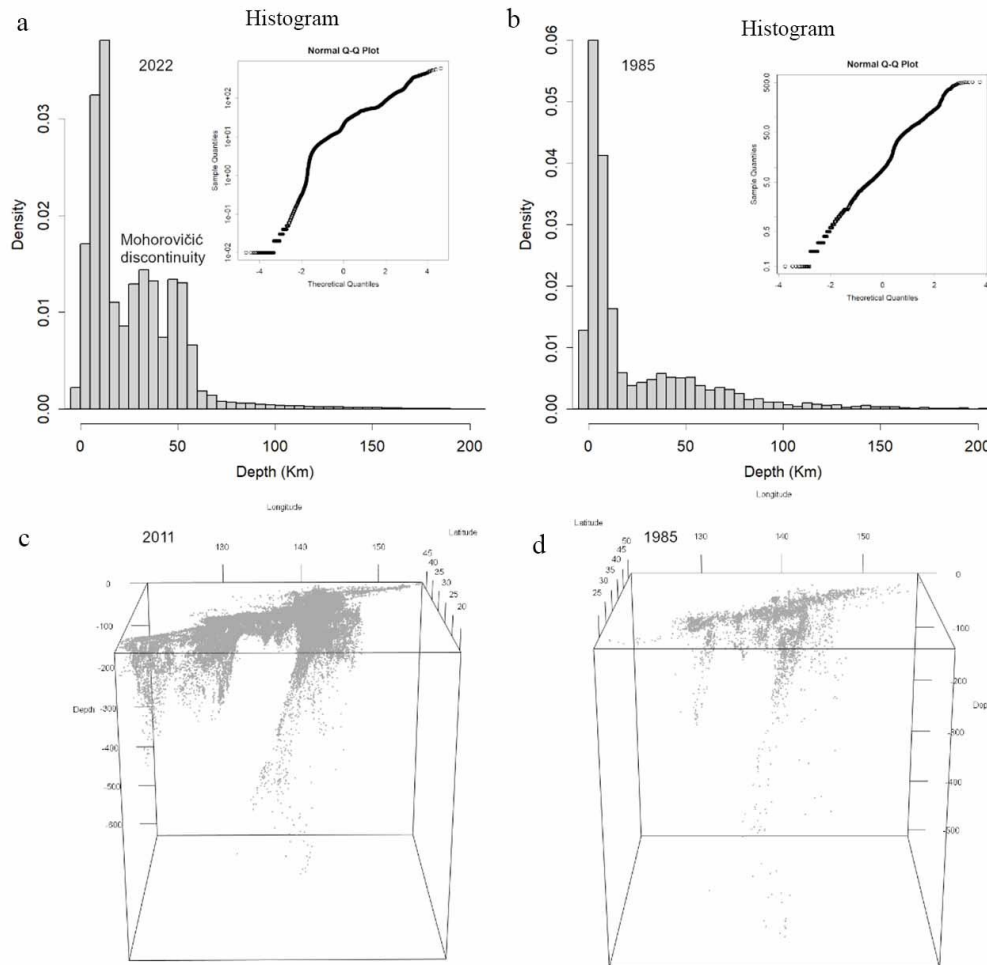 a
Histogram
2022
Normal Q-Q Plot
1e+02
1e+01
1e+00
1e-01
1e-02
Sample Quantiles
-4 -2 0 2 4
Theoretical Quantiles
Mohorovičić
discontinuity
Density
0.00 0.01 0.02 0.03
0 50 100 150 200
Depth (Km)
b
Histogram
1985
Normal Q-Q Plot
500.0
50.0
5.0
0.5
0.1
Sample Quantiles
-4 -2 0 2 4
Theoretical Quantiles
Density
0.00 0.01 0.02 0.03 0.04 0.05 0.06
0 50 100 150 200
Depth (Km)
c
2011
Longitude
130 140 150
Latitude
45
40
35
30
25
20
0
-100
-200
-300
-400
-500
-600
Depth
d
1985
Longitude
130 140 150
Latitude
50
45
40
35
30
25
0
-100
-200
-300
-400
-500